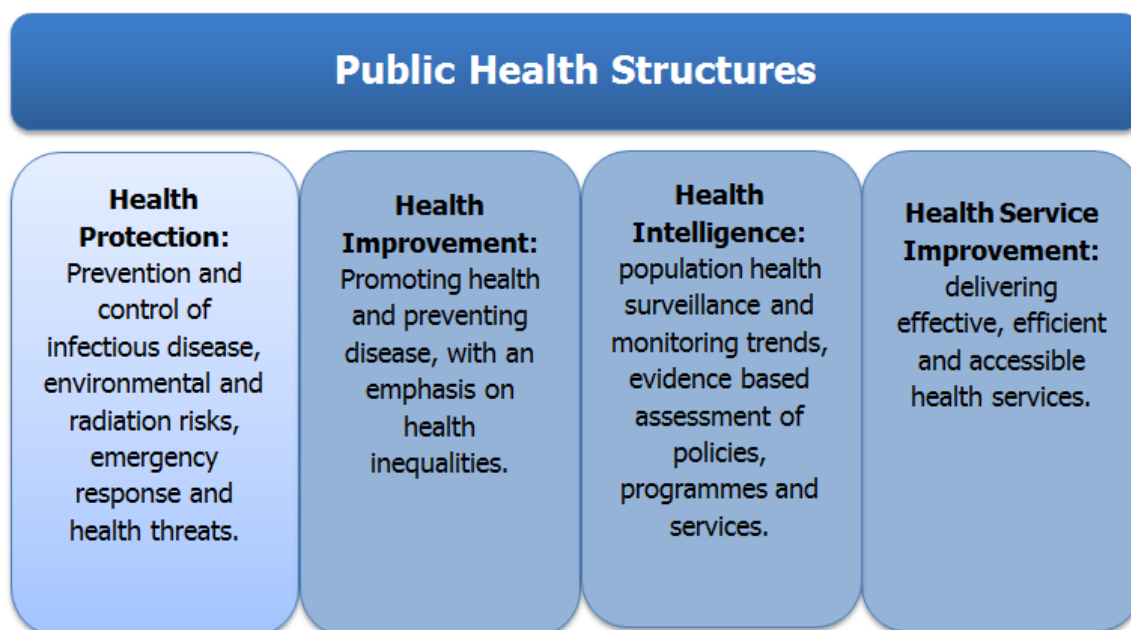 Public Health Structures
Health
Protection:
Prevention and
control of
infectious disease,
environmental and
radiation risks,
emergency
response and
health threats.
Health
Improvement:
Promoting health
and preventing
disease, with an
emphasis on
health
inequalities.
Health
Intelligence:
population health
surveillance and
monitoring trends,
evidence based
assessment of
policies,
programmes and
services.
Health Service
Improvement:
delivering
effective, efficient
and accessible
health services.